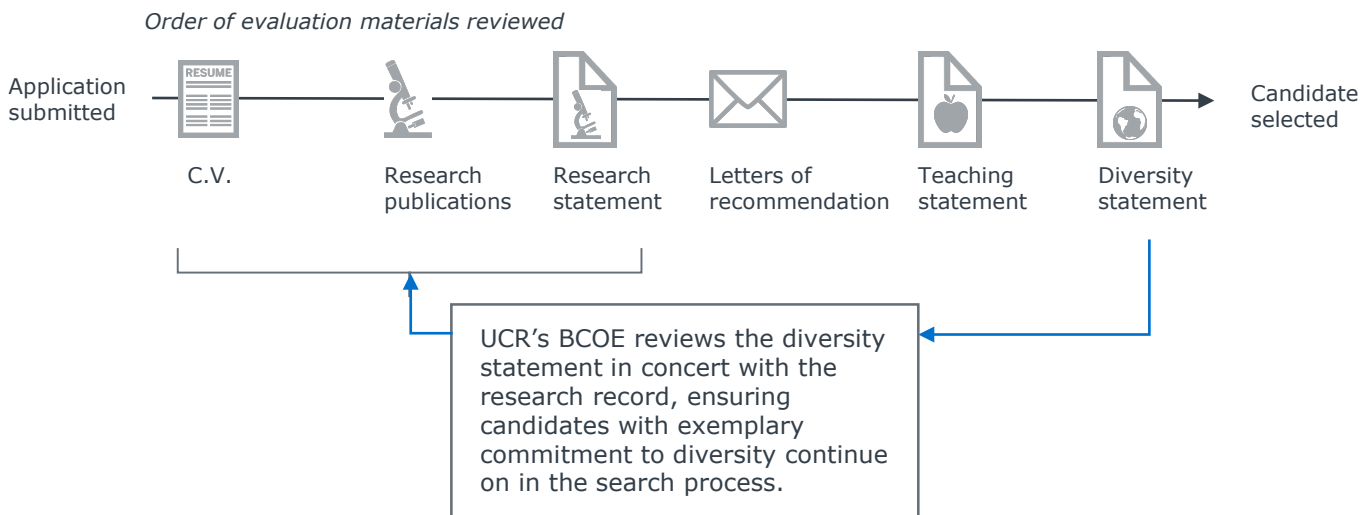 Order of evaluation materials reviewed
Application
submitted
RESUME
Candidate
selected
C.V.
Research
publications
Research
statement
Letters of
recommendation
Teaching
statement
Diversity
statement
UCR’s BCOE reviews the diversity
statement in concert with the
research record, ensuring
candidates with exemplary
commitment to diversity continue
on in the search process.